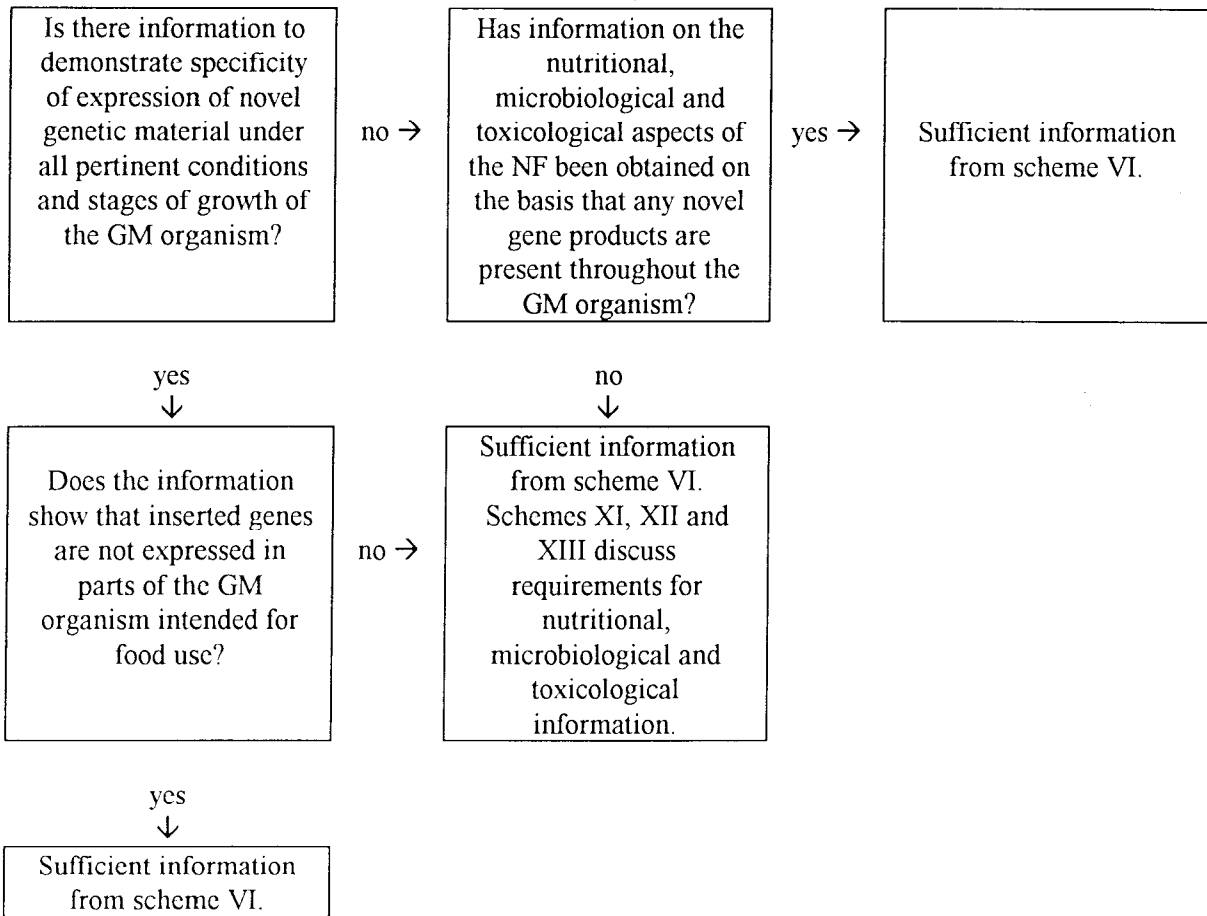 Is there information to
demonstrate specificity
of expression of novel
genetic material under
all pertinent conditions
and stages of growth of
the GM organism?
no →
Has information on the
nutritional,
microbiological and
toxicological aspects of
the NF been obtained on
the basis that any novel
gene products are
present throughout the
GM organism?
yes →
Sufficient information
from scheme VI.
yes
↓
no
↓
Does the information
show that inserted genes
are not expressed in
parts of the GM
organism intended for
food use?
no →
Sufficient information
from scheme VI.
Schemes XI, XII and
XIII discuss
requirements for
nutritional,
microbiological and
toxicological
information.
yes
↓
Sufficient information
from scheme VI.